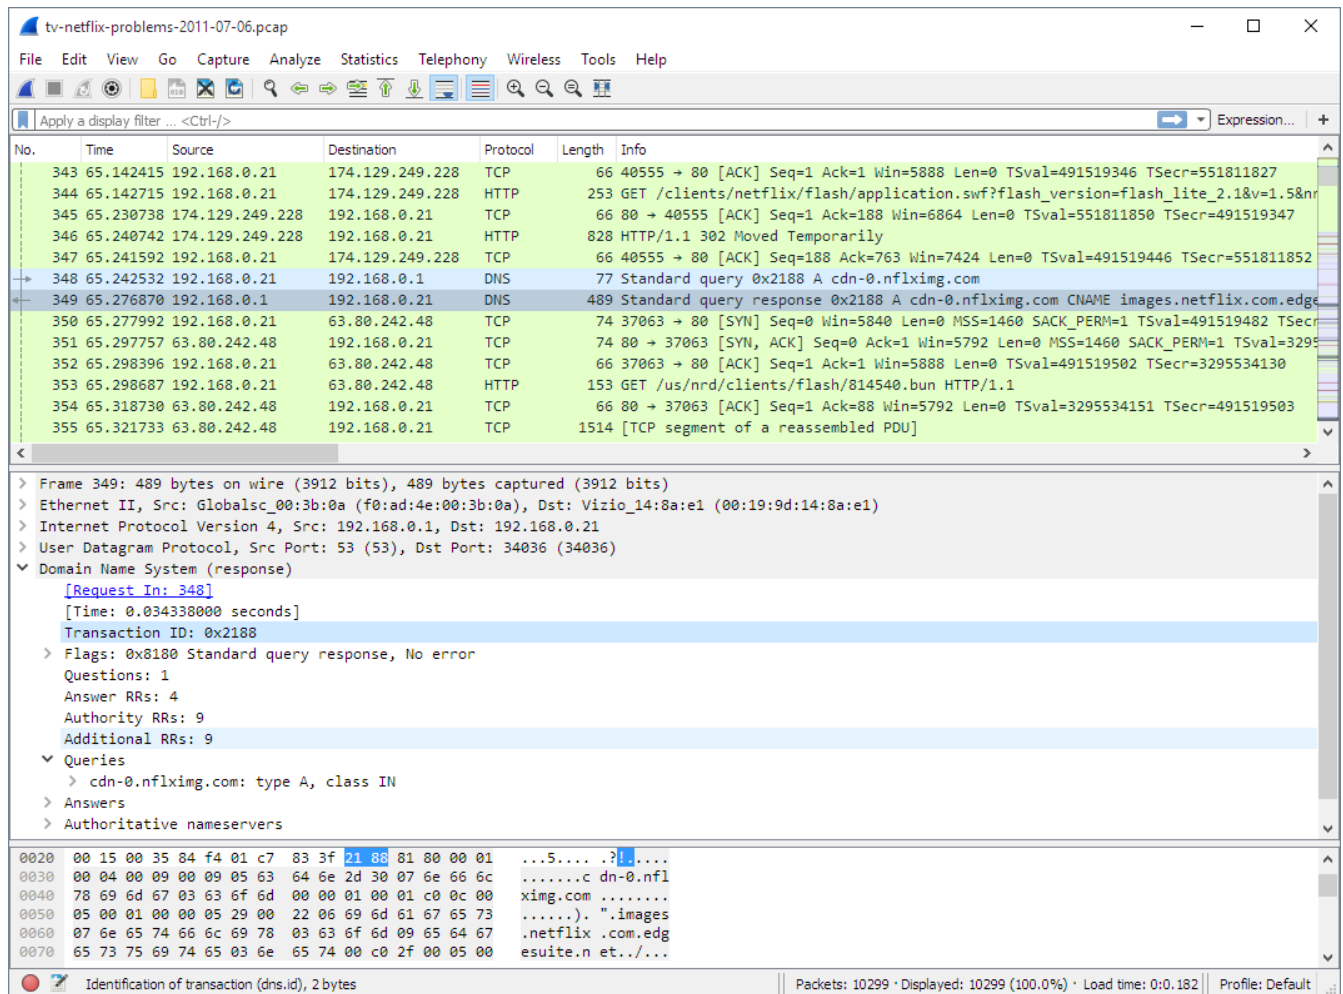 tv-netflix-problems-2011-07-06.pcap
File Edit View Go Capture Analyze Statistics Telephony Wireless Tools Help
Apply a display filter ... <Ctrl-/> Expression... +
No. Time Source Destination Protocol Length Info
343 65.142415 192.168.0.21 174.129.249.228 TCP 66 40555 → 80 [ACK] Seq=1 Ack=1 Win=5888 Len=0 TSval=491519346 TSecr=551811827
344 65.142715 192.168.0.21 174.129.249.228 HTTP 253 GET /clients/netflix/flash/application.swf?flash_version=flash_lite_2.1&v=1.5&nr
345 65.230738 174.129.249.228 192.168.0.21 TCP 66 80 → 40555 [ACK] Seq=1 Ack=188 Win=6864 Len=0 TSval=551811850 TSecr=491519347
346 65.240742 174.129.249.228 192.168.0.21 HTTP 828 HTTP/1.1 302 Moved Temporarily
347 65.241592 192.168.0.21 174.129.249.228 TCP 66 40555 → 80 [ACK] Seq=188 Ack=763 Win=7424 Len=0 TSval=491519446 TSecr=551811852
348 65.242532 192.168.0.21 192.168.0.1 DNS 77 Standard query 0x2188 A cdn-0.nflximg.com
349 65.276870 192.168.0.1 192.168.0.21 DNS 489 Standard query response 0x2188 A cdn-0.nflximg.com CNAME images.netflix.com.edge
350 65.277992 192.168.0.21 63.80.242.48 TCP 74 37063 → 80 [SYN] Seq=0 Win=5840 Len=0 MSS=1460 SACK_PERM=1 TSval=491519482 TSecr
351 65.297757 63.80.242.48 192.168.0.21 TCP 74 80 → 37063 [SYN, ACK] Seq=0 Ack=1 Win=5792 Len=0 MSS=1460 SACK_PERM=1 TSval=3295
352 65.298396 192.168.0.21 63.80.242.48 TCP 66 37063 → 80 [ACK] Seq=1 Ack=1 Win=5888 Len=0 TSval=491519502 TSecr=3295534130
353 65.298687 192.168.0.21 63.80.242.48 HTTP 153 GET /us/nrd/clients/flash/814540.bun HTTP/1.1
354 65.318730 63.80.242.48 192.168.0.21 TCP 66 80 → 37063 [ACK] Seq=1 Ack=88 Win=5792 Len=0 TSval=3295534151 TSecr=491519503
355 65.321733 63.80.242.48 192.168.0.21 TCP 1514 [TCP segment of a reassembled PDU]
Frame 349: 489 bytes on wire (3912 bits), 489 bytes captured (3912 bits)
Ethernet II, Src: Globalsc_00:3b:0a (f0:ad:4e:00:3b:0a), Dst: Vizio_14:8a:e1 (00:19:9d:14:8a:e1)
Internet Protocol Version 4, Src: 192.168.0.1, Dst: 192.168.0.21
User Datagram Protocol, Src Port: 53 (53), Dst Port: 34036 (34036)
Domain Name System (response)
[Request In: 348]
[Time: 0.034338000 seconds]
Transaction ID: 0x2188
Flags: 0x8180 Standard query response, No error
Questions: 1
Answer RRs: 4
Authority RRs: 9
Additional RRs: 9
Queries
cdn-0.nflximg.com: type A, class IN
Answers
Authoritative nameservers
0020 00 15 00 35 84 f4 01 c7 83 3f 21 88 81 80 00 01 ...5.... .?!.....
0030 00 04 00 09 00 09 05 63 64 6e 2d 30 07 6e 66 6c .......c dn-0.nfl
0040 78 69 6d 67 03 63 6f 6d 00 00 01 00 01 c0 0c 00 ximg.com ........
0050 05 00 01 00 00 05 29 00 22 06 69 6d 61 67 65 73 ......). ".images
0060 07 6e 65 74 66 6c 69 78 03 63 6f 6d 09 65 64 67 .netflix .com.edg
0070 65 73 75 69 74 65 03 6e 65 74 00 c0 2f 00 05 00 esuite.n et../...
Identification of transaction (dns.id), 2 bytes Packets: 10299 · Displayed: 10299 (100.0%) · Load time: 0:0.182 Profile: Default